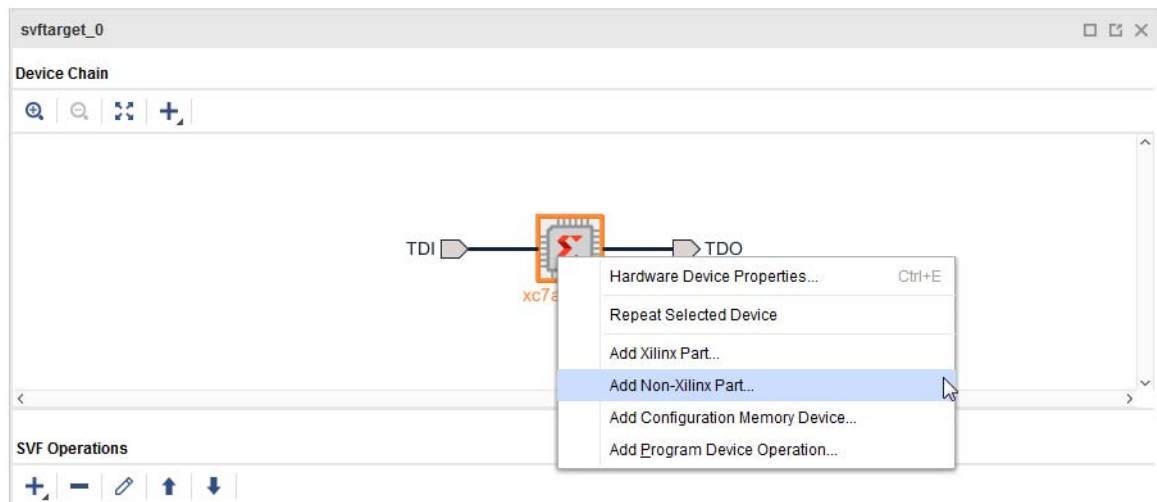 svftarget_0
Device Chain
TDI
TDO
xc7a
Hardware Device Properties... Ctrl+E
Repeat Selected Device
Add Xilinx Part...
Add Non-Xilinx Part...
Add Configuration Memory Device...
Add Program Device Operation...
SVF Operations